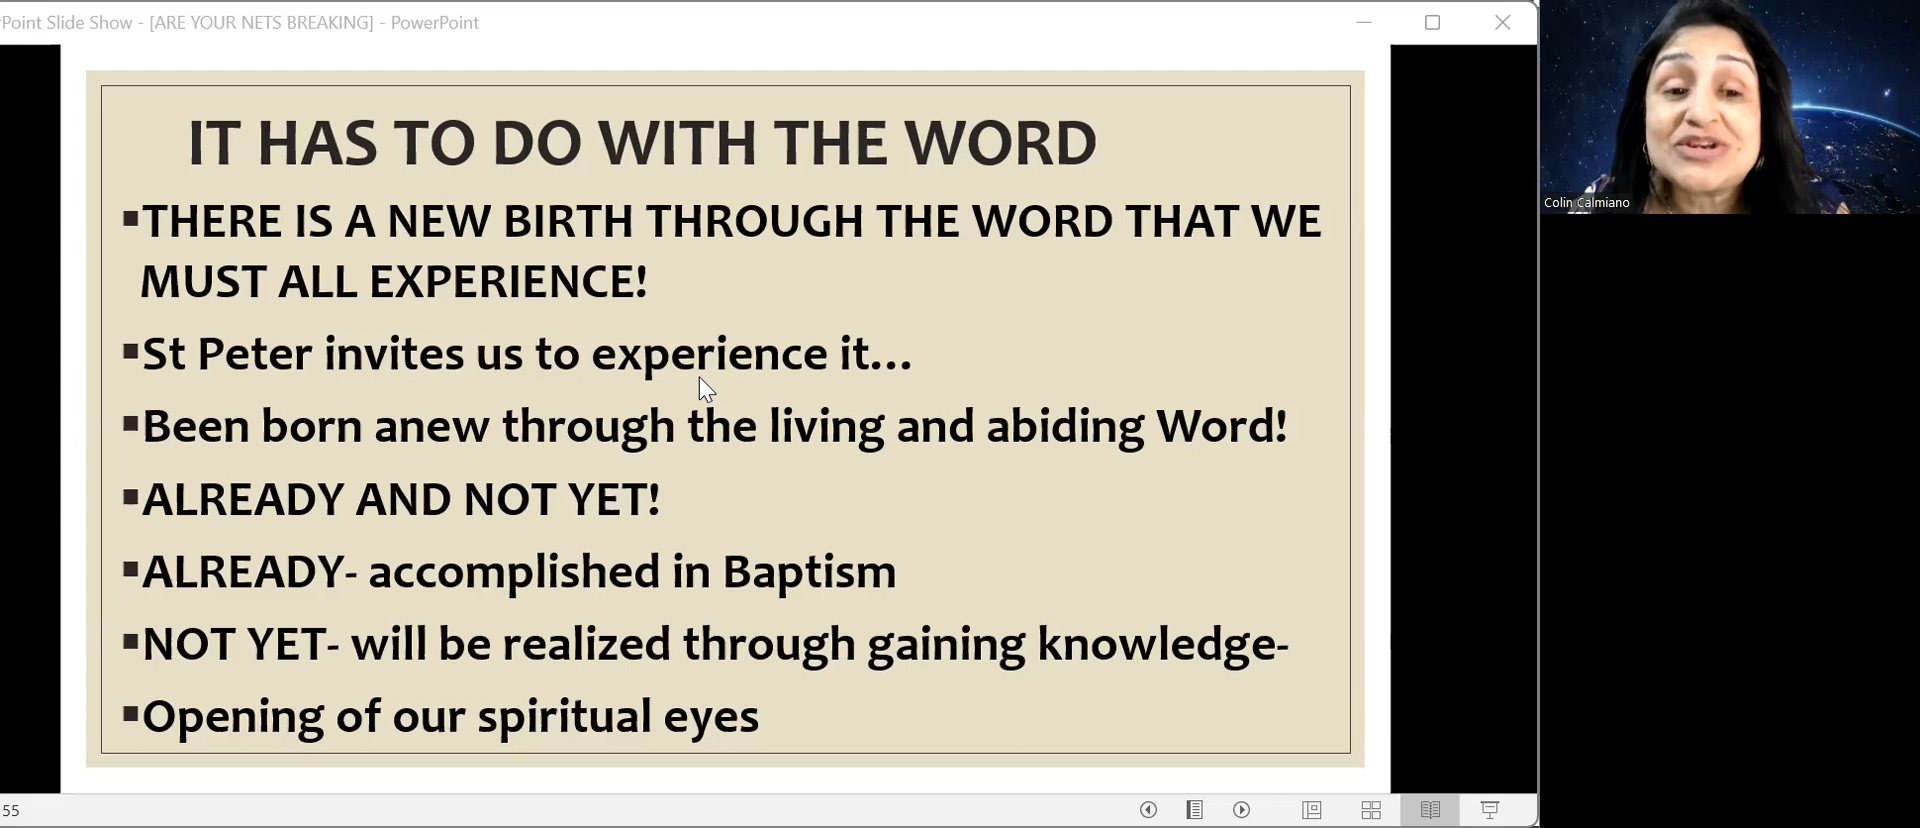 Point Slide Show - [ARE YOUR NETS BREAKING] - PowerPoint
IT HAS TO DO WITH THE WORD
▪THERE IS A NEW BIRTH THROUGH THE WORD THAT WE
MUST ALL EXPERIENCE!
▪St Peter invites us to experience it...
▪Been born anew through the living and abiding Word!
▪ALREADY AND NOT YET!
▪ALREADY- accomplished in Baptism
▪NOT YET- will be realized through gaining knowledge-
▪Opening of our spiritual eyes
Colin Calmiano
55